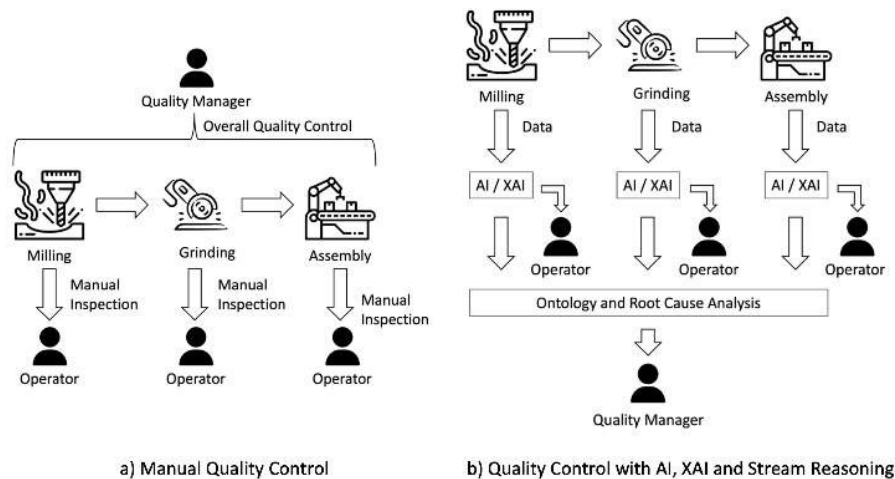 Quality Manager
Overall Quality Control
Milling
Grinding
Assembly
Manual
Inspection
Manual
Inspection
Manual
Inspection
Operator
Operator
Operator
a) Manual Quality Control
Milling
Grinding
Assembly
Data
Data
Data
AI / XAI
AI / XAI
AI / XAI
Operator
Operator
Operator
Ontology and Root Cause Analysis
Quality Manager
b) Quality Control with AI, XAI and Stream Reasoning